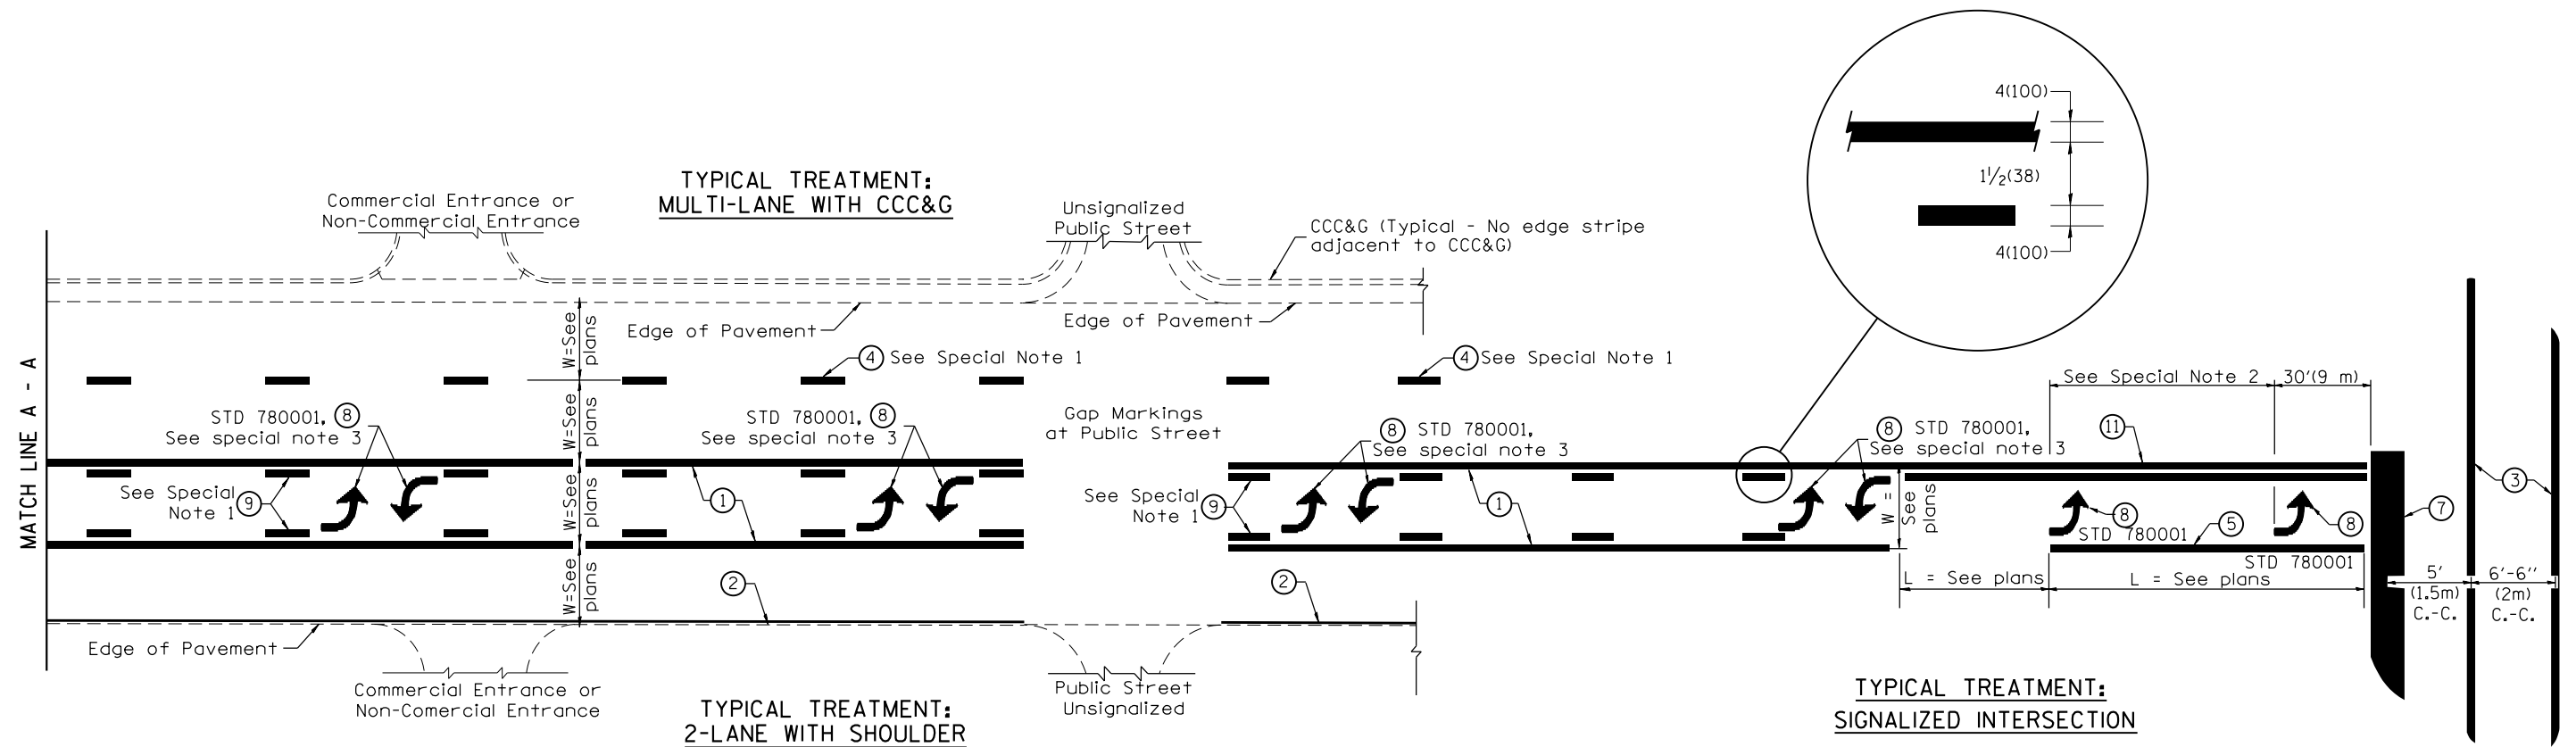 TYPICAL TREATMENT:
MULTI-LANE WITH CCC&G
Commercial Entrance or
Non-Commercial Entrance
Unsignalized
Public Street
CCC&G (Typical - No edge stripe
adjacent to CCC&G)
4(100)
1 1/2(38)
4(100)
MATCH LINE A - A
Edge of Pavement
Edge of Pavement
W=See
plans
4 See Special Note 1
4 See Special Note 1
W=See
plans
STD 780001, 8
See special note 3
STD 780001, 8
See special note 3
Gap Markings
at Public Street
8 STD 780001,
See special note 3
8 STD 780001,
See special note 3
See Special Note 2
30'(9 m)
11
See Special
Note 1
9
1
W=See
plans
See Special
Note 1
9
1
W =
See
plans
8
STD 780001
5
8
STD 780001
7
3
L = See plans
L = See plans
5'
(1.5m)
C.-C.
6'-6"
(2m)
C.-C.
W=See
plans
2
2
Edge of Pavement
Commercial Entrance or
Non-Comercial Entrance
Public Street
Unsignalized
TYPICAL TREATMENT:
2-LANE WITH SHOULDER
TYPICAL TREATMENT:
SIGNALIZED INTERSECTION